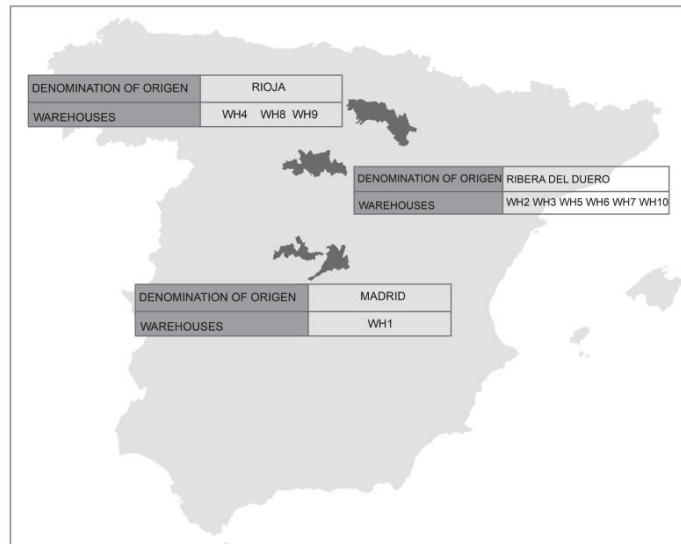 DENOMINATION OF ORIGEN RIOJA
WAREHOUSES WH4 WH8 WH9
DENOMINATION OF ORIGEN RIBERA DEL DUERO
WAREHOUSES WH2 WH3 WH5 WH6 WH7 WH10
DENOMINATION OF ORIGEN MADRID
WAREHOUSES WH1